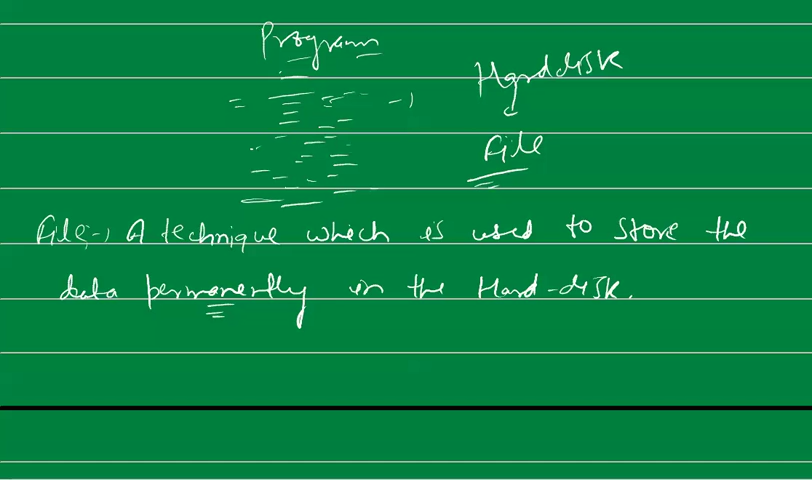 Program
Harddisk
File
File:-) A technique which is used to store the
data permanently in the Hard-disk.